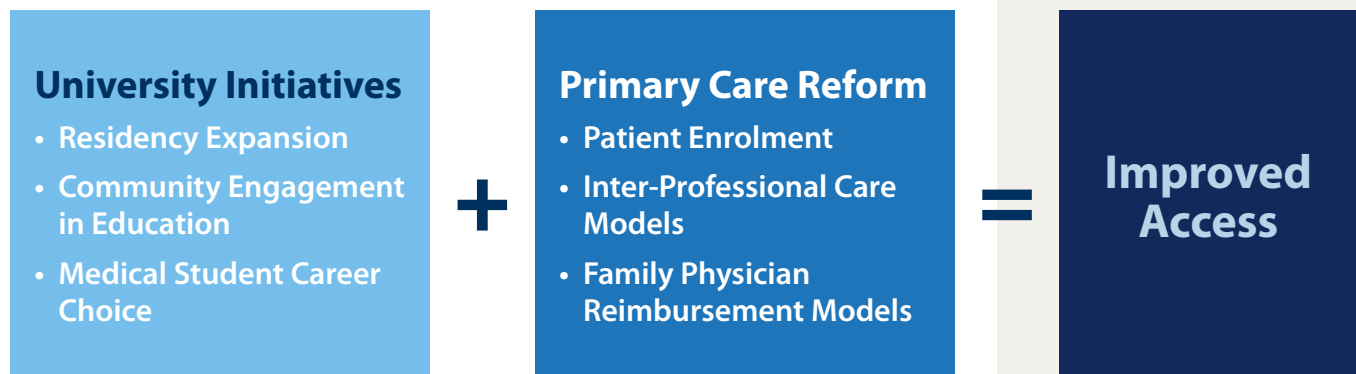 University Initiatives
• Residency Expansion
• Community Engagement
in Education
• Medical Student Career
Choice
+
Primary Care Reform
• Patient Enrolment
• Inter-Professional Care
Models
• Family Physician
Reimbursement Models
=
Improved
Access